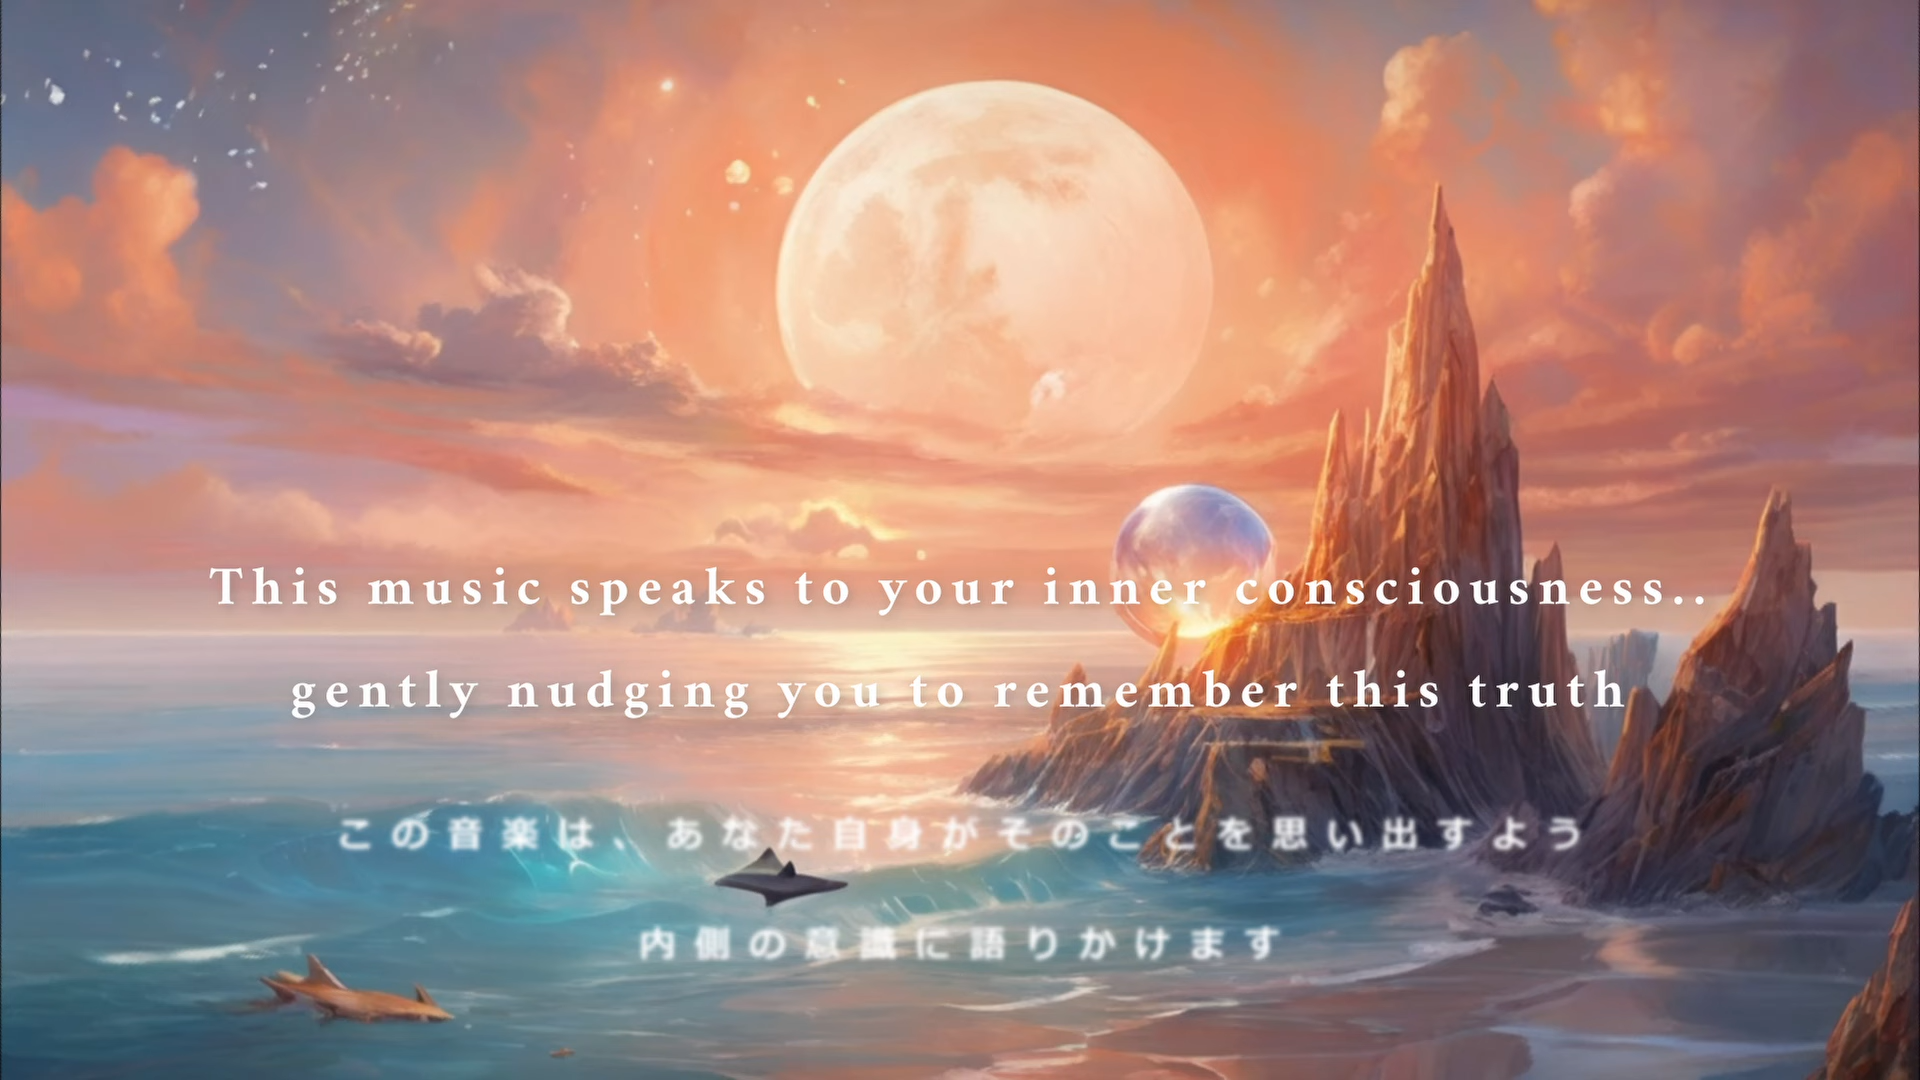 This music speaks to your inner consciousness..
gently nudging you to remember this truth
この音楽は、あなた自身がそのことを思い出すよう
内側の意識に語りかけます